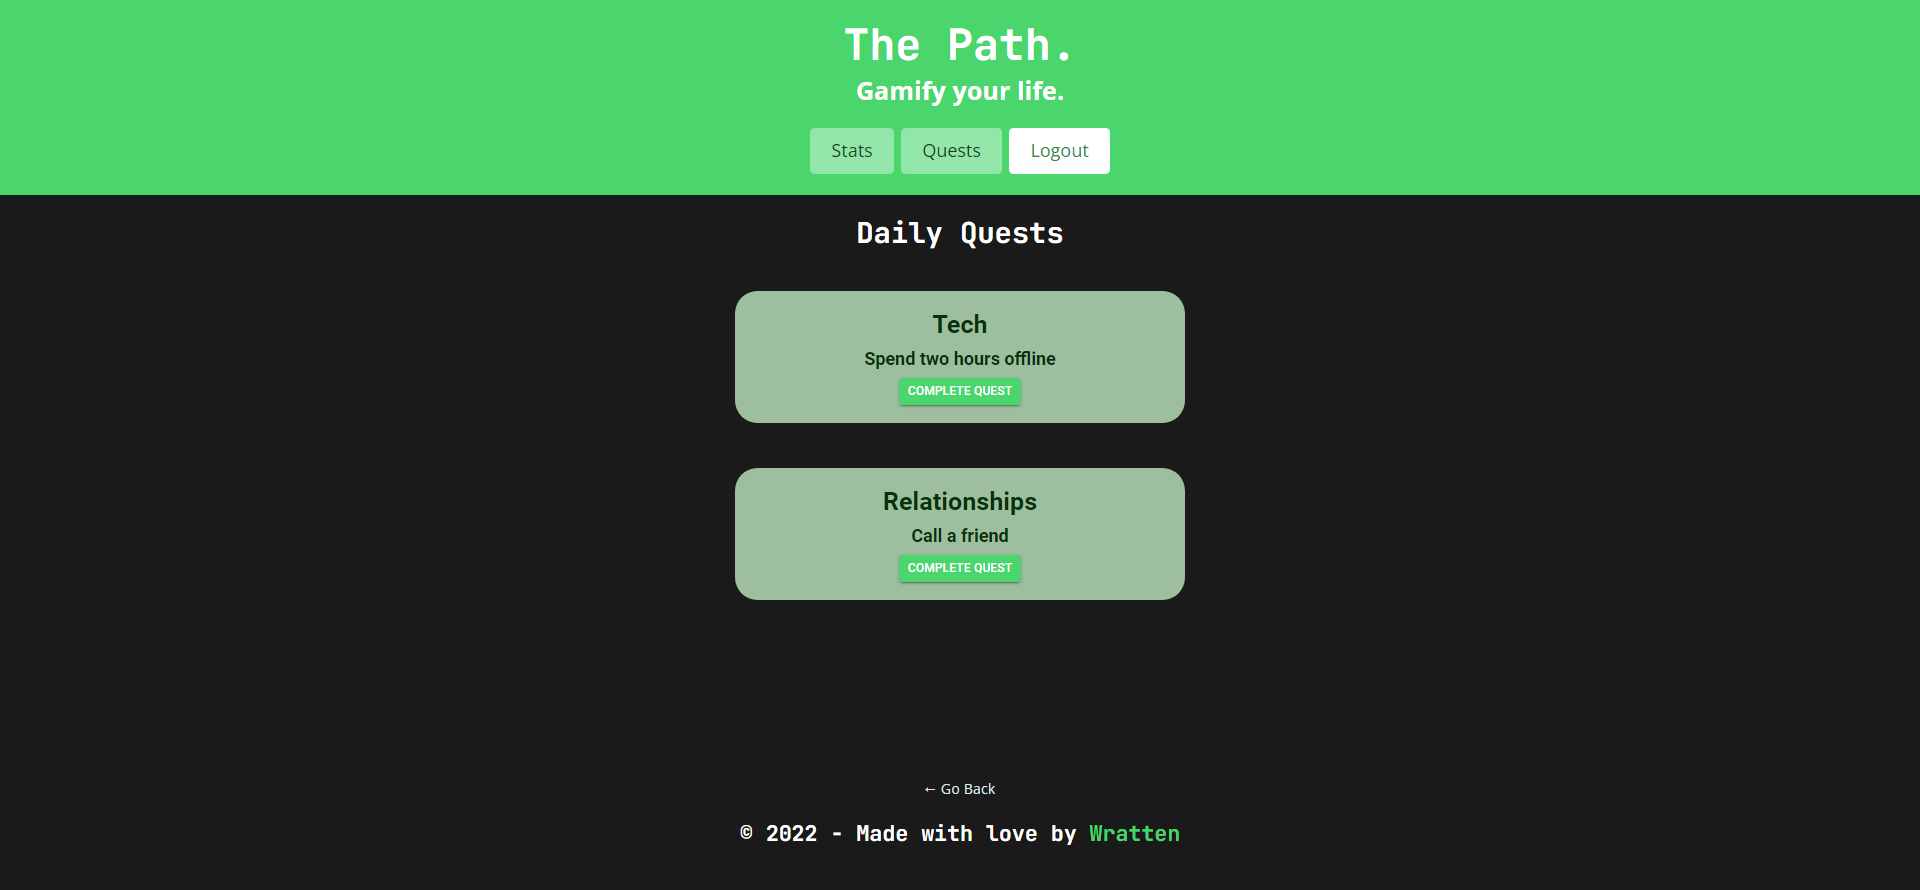 The Path.
Gamify your life.
Stats Quests Logout
Daily Quests
Tech
Spend two hours offline
COMPLETE QUEST
Relationships
Call a friend
COMPLETE QUEST
← Go Back
© 2022 - Made with love by Wratten